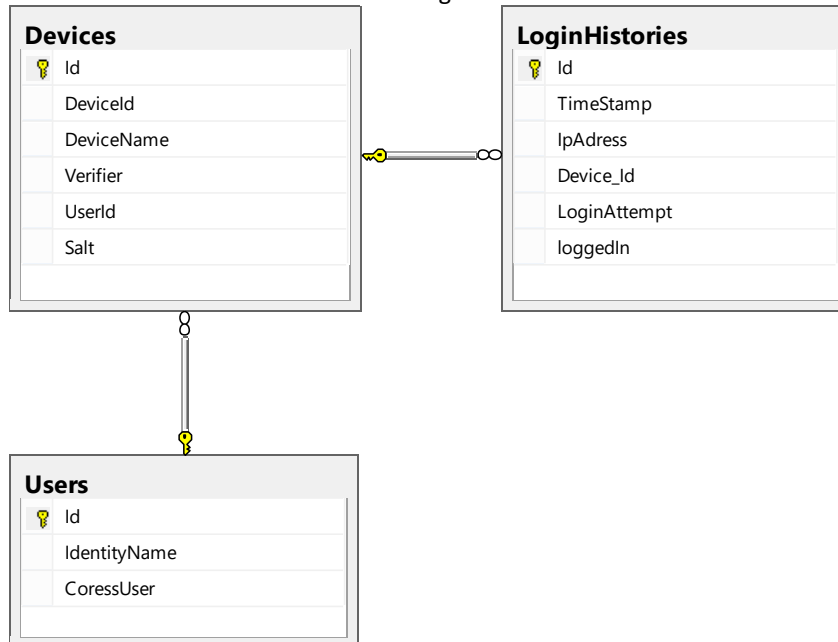 Devices
Id
DeviceId
DeviceName
Verifier
UserId
Salt
LoginHistories
Id
TimeStamp
IpAdress
Device_Id
LoginAttempt
loggedIn
Users
Id
IdentityName
CoressUser